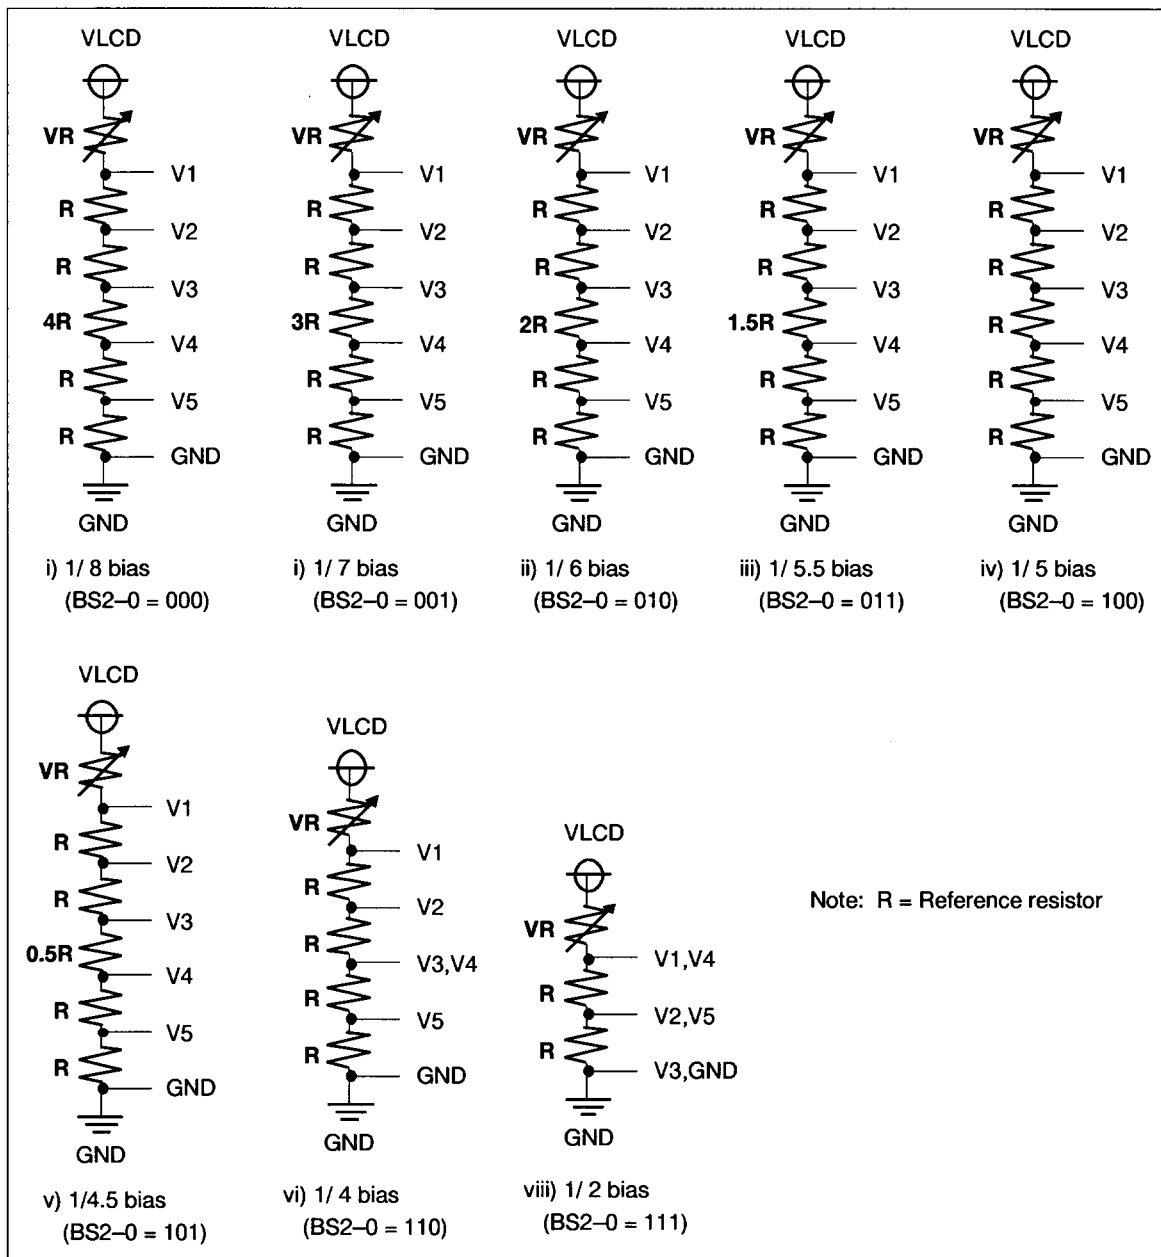 VLCD
VR
V1
R
V2
R
V3
4R
V4
R
V5
R
GND
GND
i) 1/ 8 bias
(BS2–0 = 000)
VLCD
VR
V1
R
V2
R
V3
3R
V4
R
V5
R
GND
GND
i) 1/ 7 bias
(BS2–0 = 001)
VLCD
VR
V1
R
V2
R
V3
2R
V4
R
V5
R
GND
GND
ii) 1/ 6 bias
(BS2–0 = 010)
VLCD
VR
V1
R
V2
R
V3
1.5R
V4
R
V5
R
GND
GND
iii) 1/ 5.5 bias
(BS2–0 = 011)
VLCD
VR
V1
R
V2
R
V3
R
V4
R
V5
R
GND
GND
iv) 1/ 5 bias
(BS2–0 = 100)
VLCD
VR
V1
R
V2
R
V3
0.5R
V4
R
V5
R
GND
GND
v) 1/4.5 bias
(BS2–0 = 101)
VLCD
VR
V1
R
V2
R
V3,V4
R
V5
R
GND
GND
vi) 1/ 4 bias
(BS2–0 = 110)
VLCD
VR
V1,V4
R
V2,V5
R
V3,GND
GND
viii) 1/ 2 bias
(BS2–0 = 111)
Note: R = Reference resistor